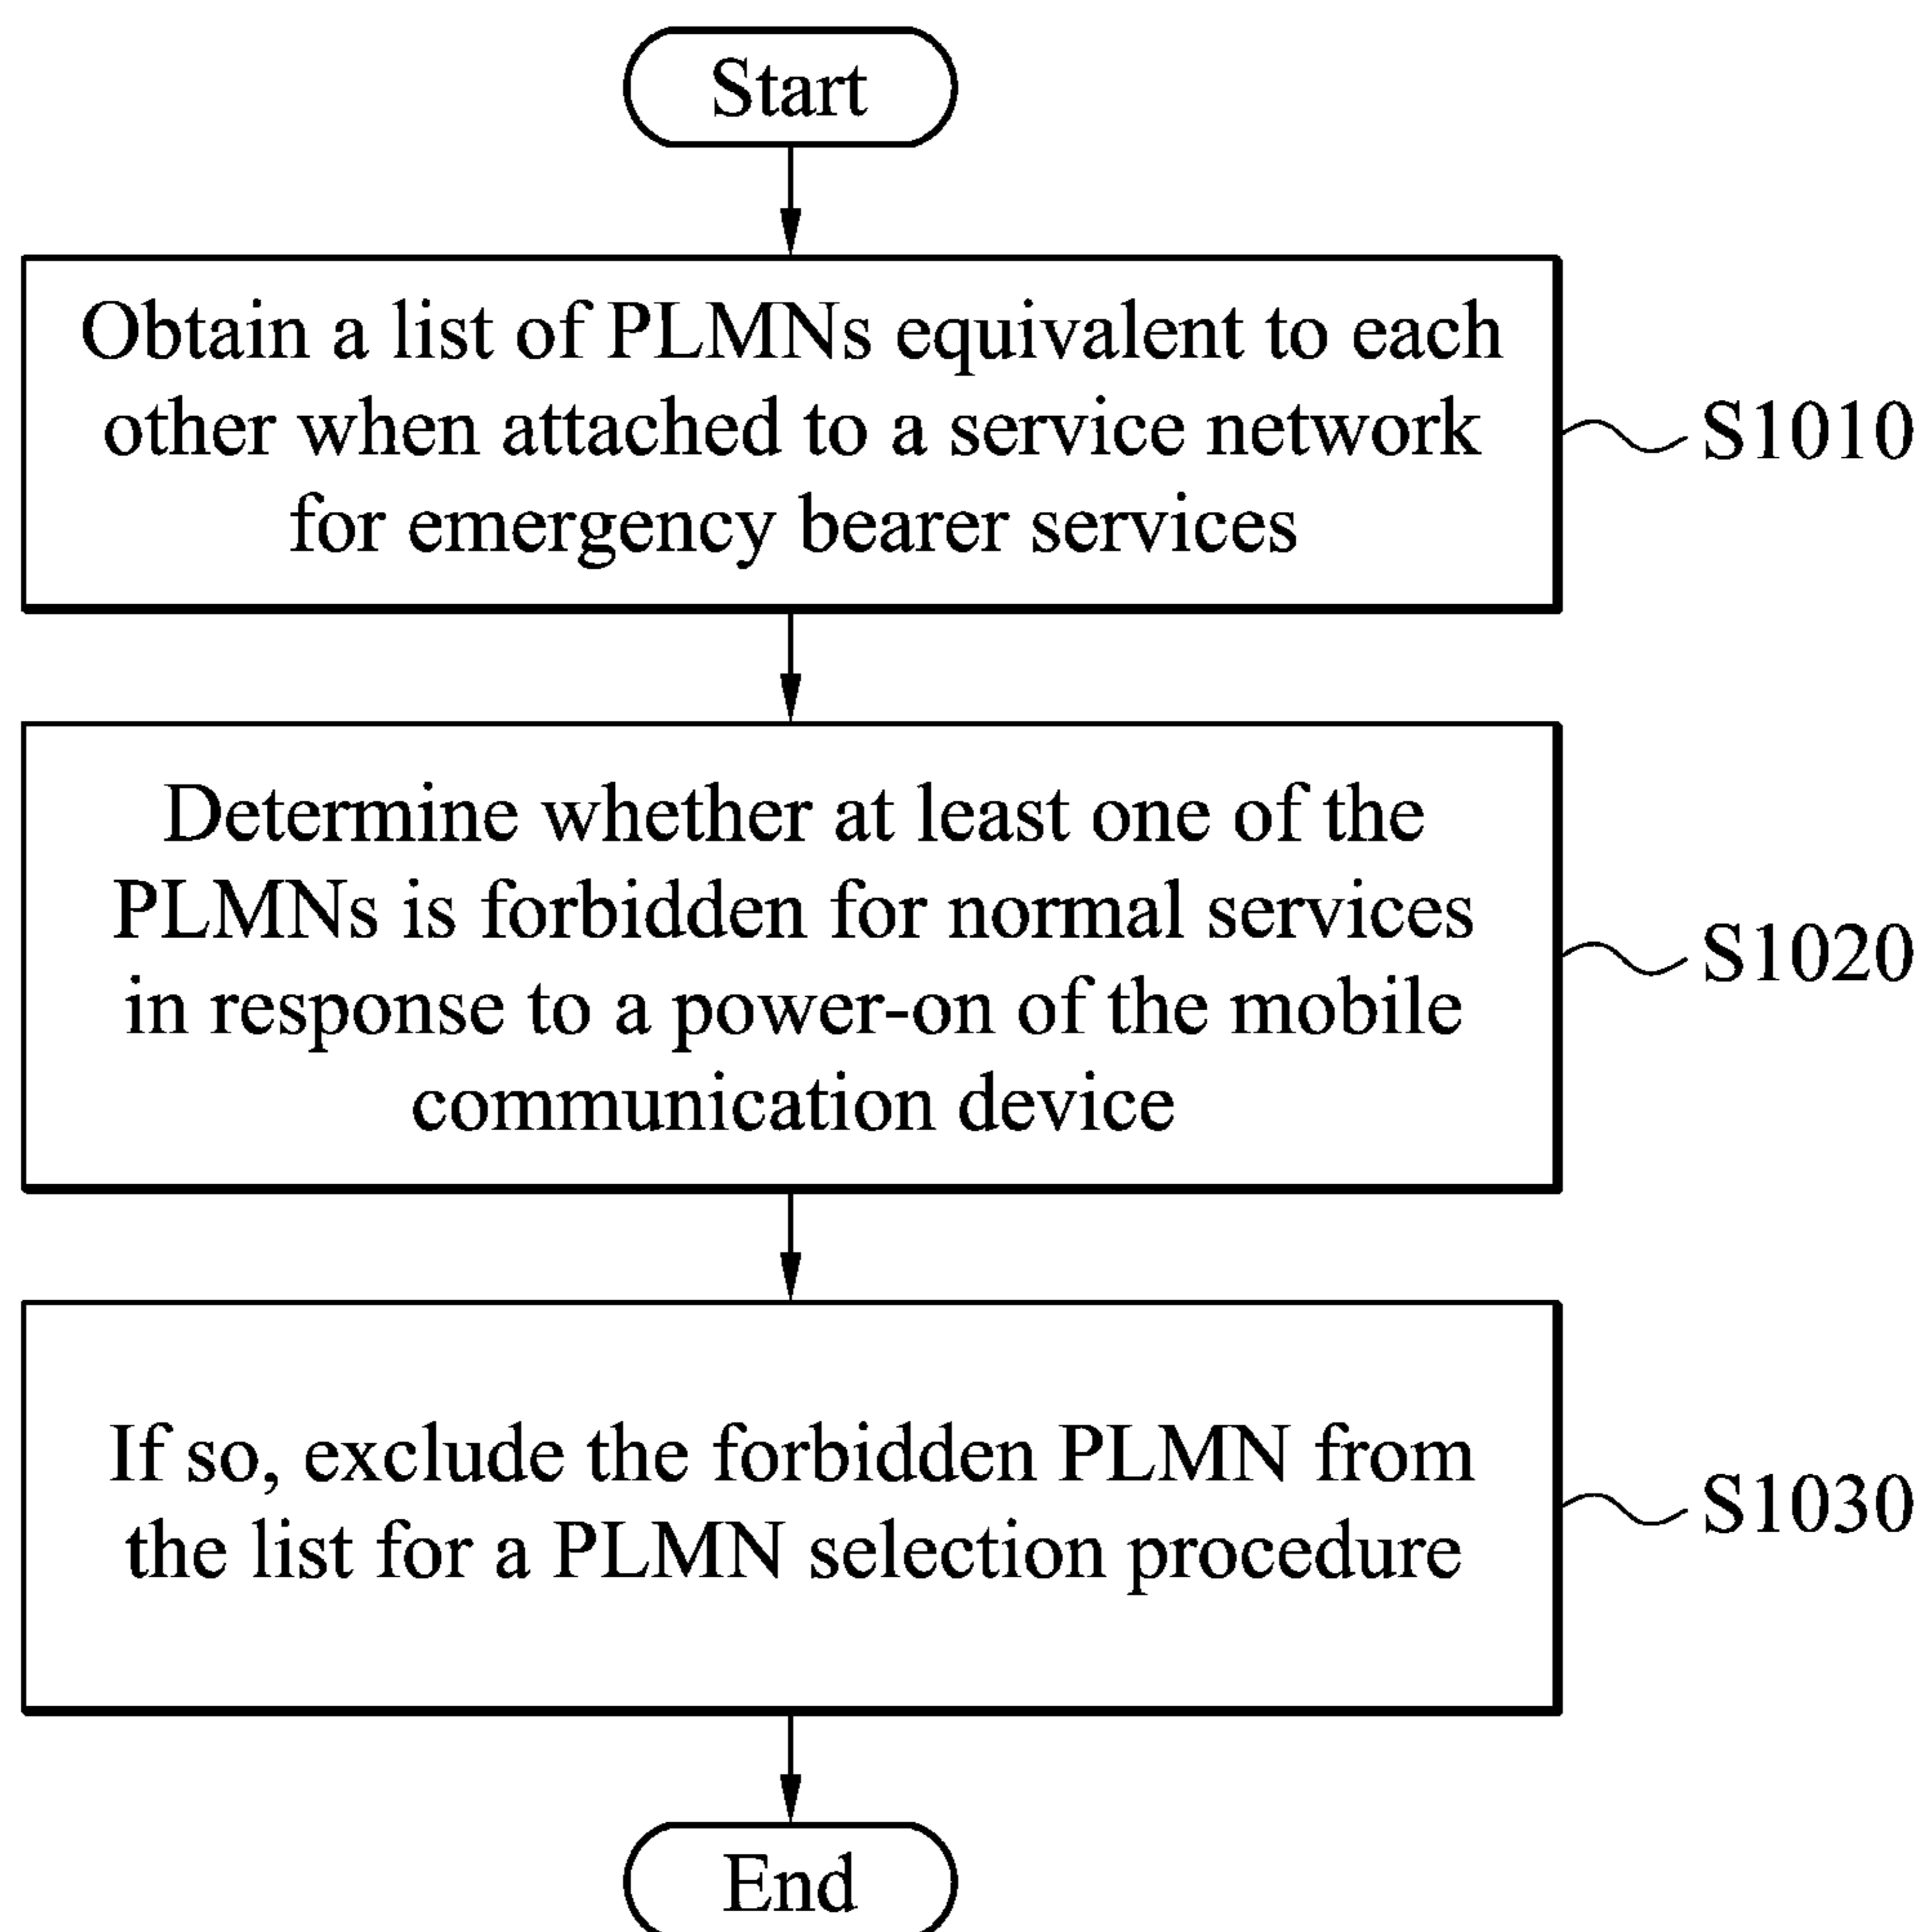 Start
Obtain a list of PLMNs equivalent to each
other when attached to a service network
for emergency bearer services
S1010
Determine whether at least one of the
PLMNs is forbidden for normal services
in response to a power-on of the mobile
communication device
S1020
If so, exclude the forbidden PLMN from
the list for a PLMN selection procedure
S1030
End